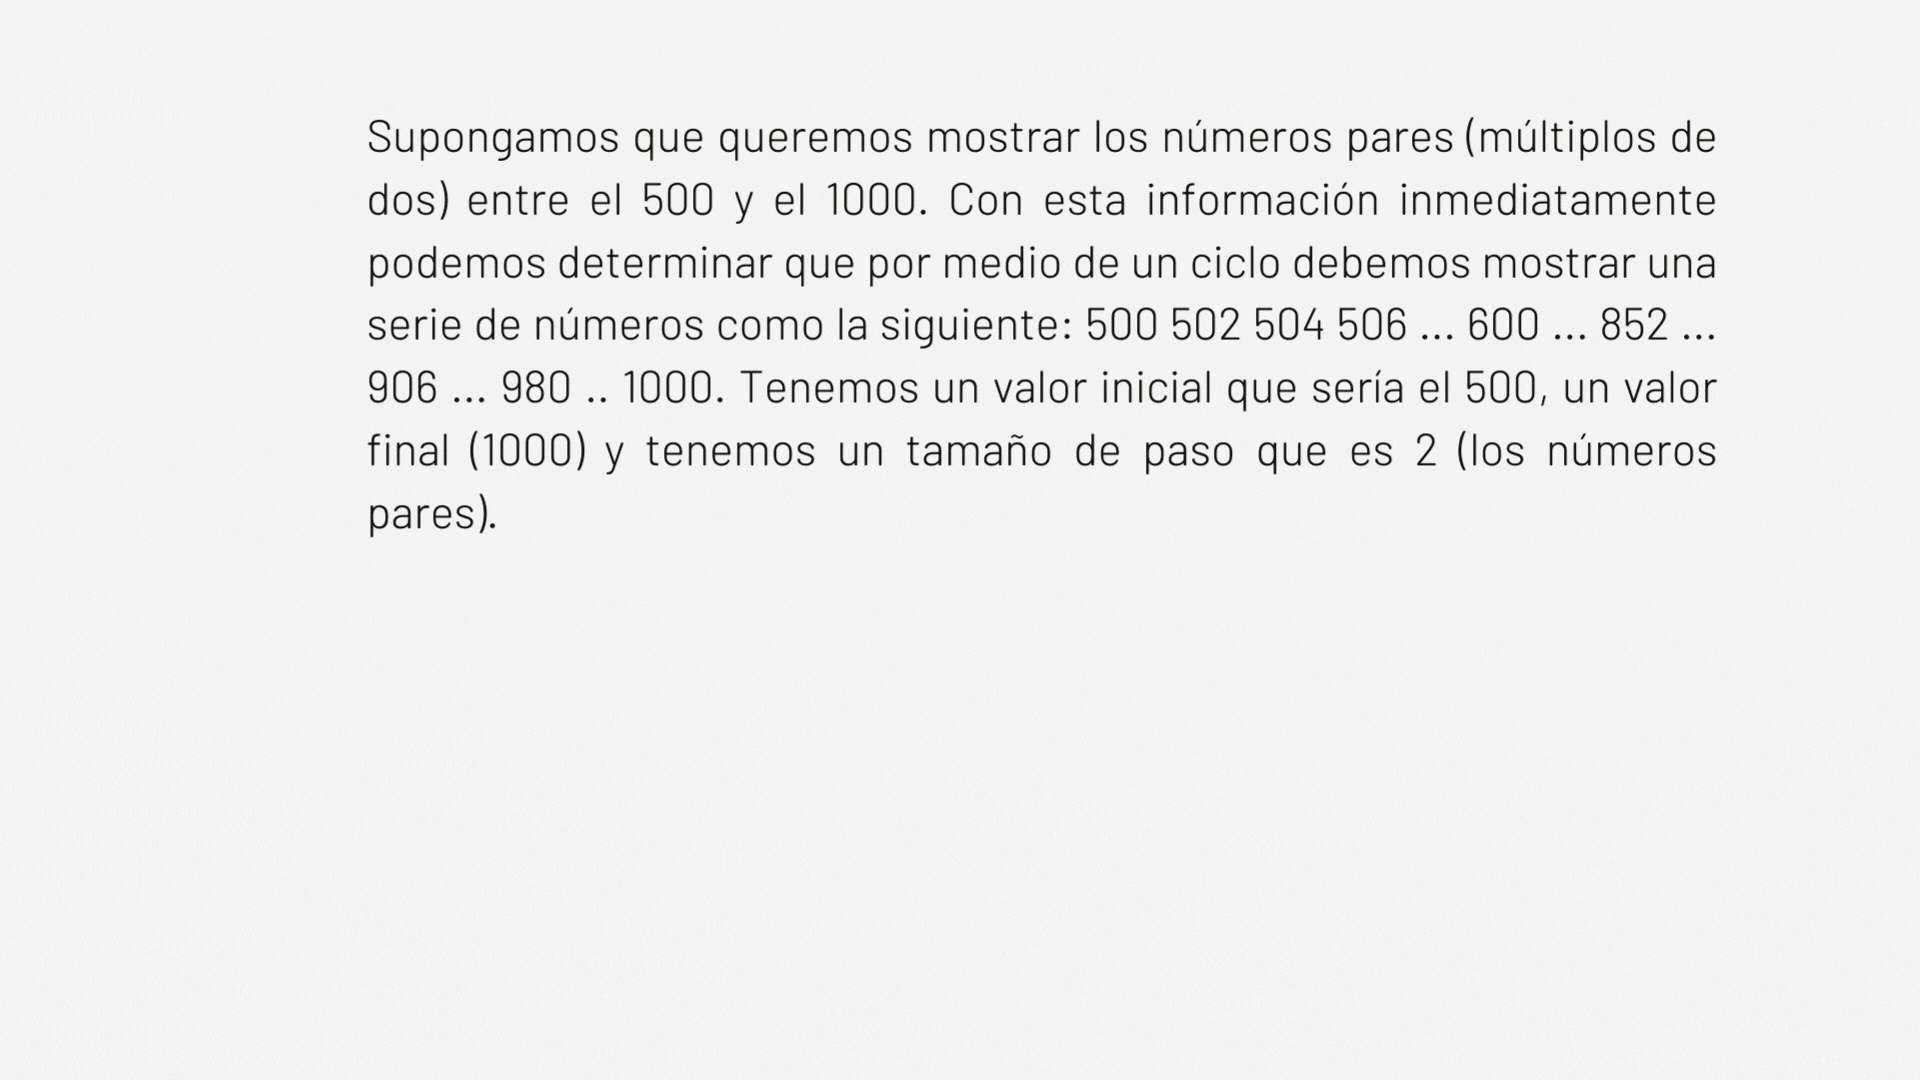 Supongamos que queremos mostrar los números pares (múltiplos de
dos) entre el 500 y el 1000. Con esta información inmediatamente
podemos determinar que por medio de un ciclo debemos mostrar una
serie de números como la siguiente: 500 502 504 506 ... 600 ... 852 ...
906 ... 980 .. 1000. Tenemos un valor inicial que sería el 500, un valor
final (1000) y tenemos un tamaño de paso que es 2 (los números
pares).